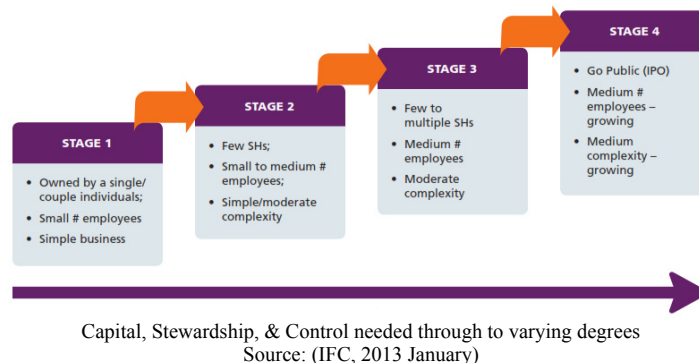 STAGE 1
• Owned by a single/
couple individuals;
• Small # employees
• Simple business
STAGE 2
• Few SHs;
• Small to medium #
employees;
• Simple/moderate
complexity
STAGE 3
• Few to
multiple SHs
• Medium #
employees
• Moderate
complexity
STAGE 4
• Go Public (IPO)
• Medium #
employees –
growing
• Medium
complexity –
growing
Capital, Stewardship, & Control needed through to varying degrees
Source: (IFC, 2013 January)